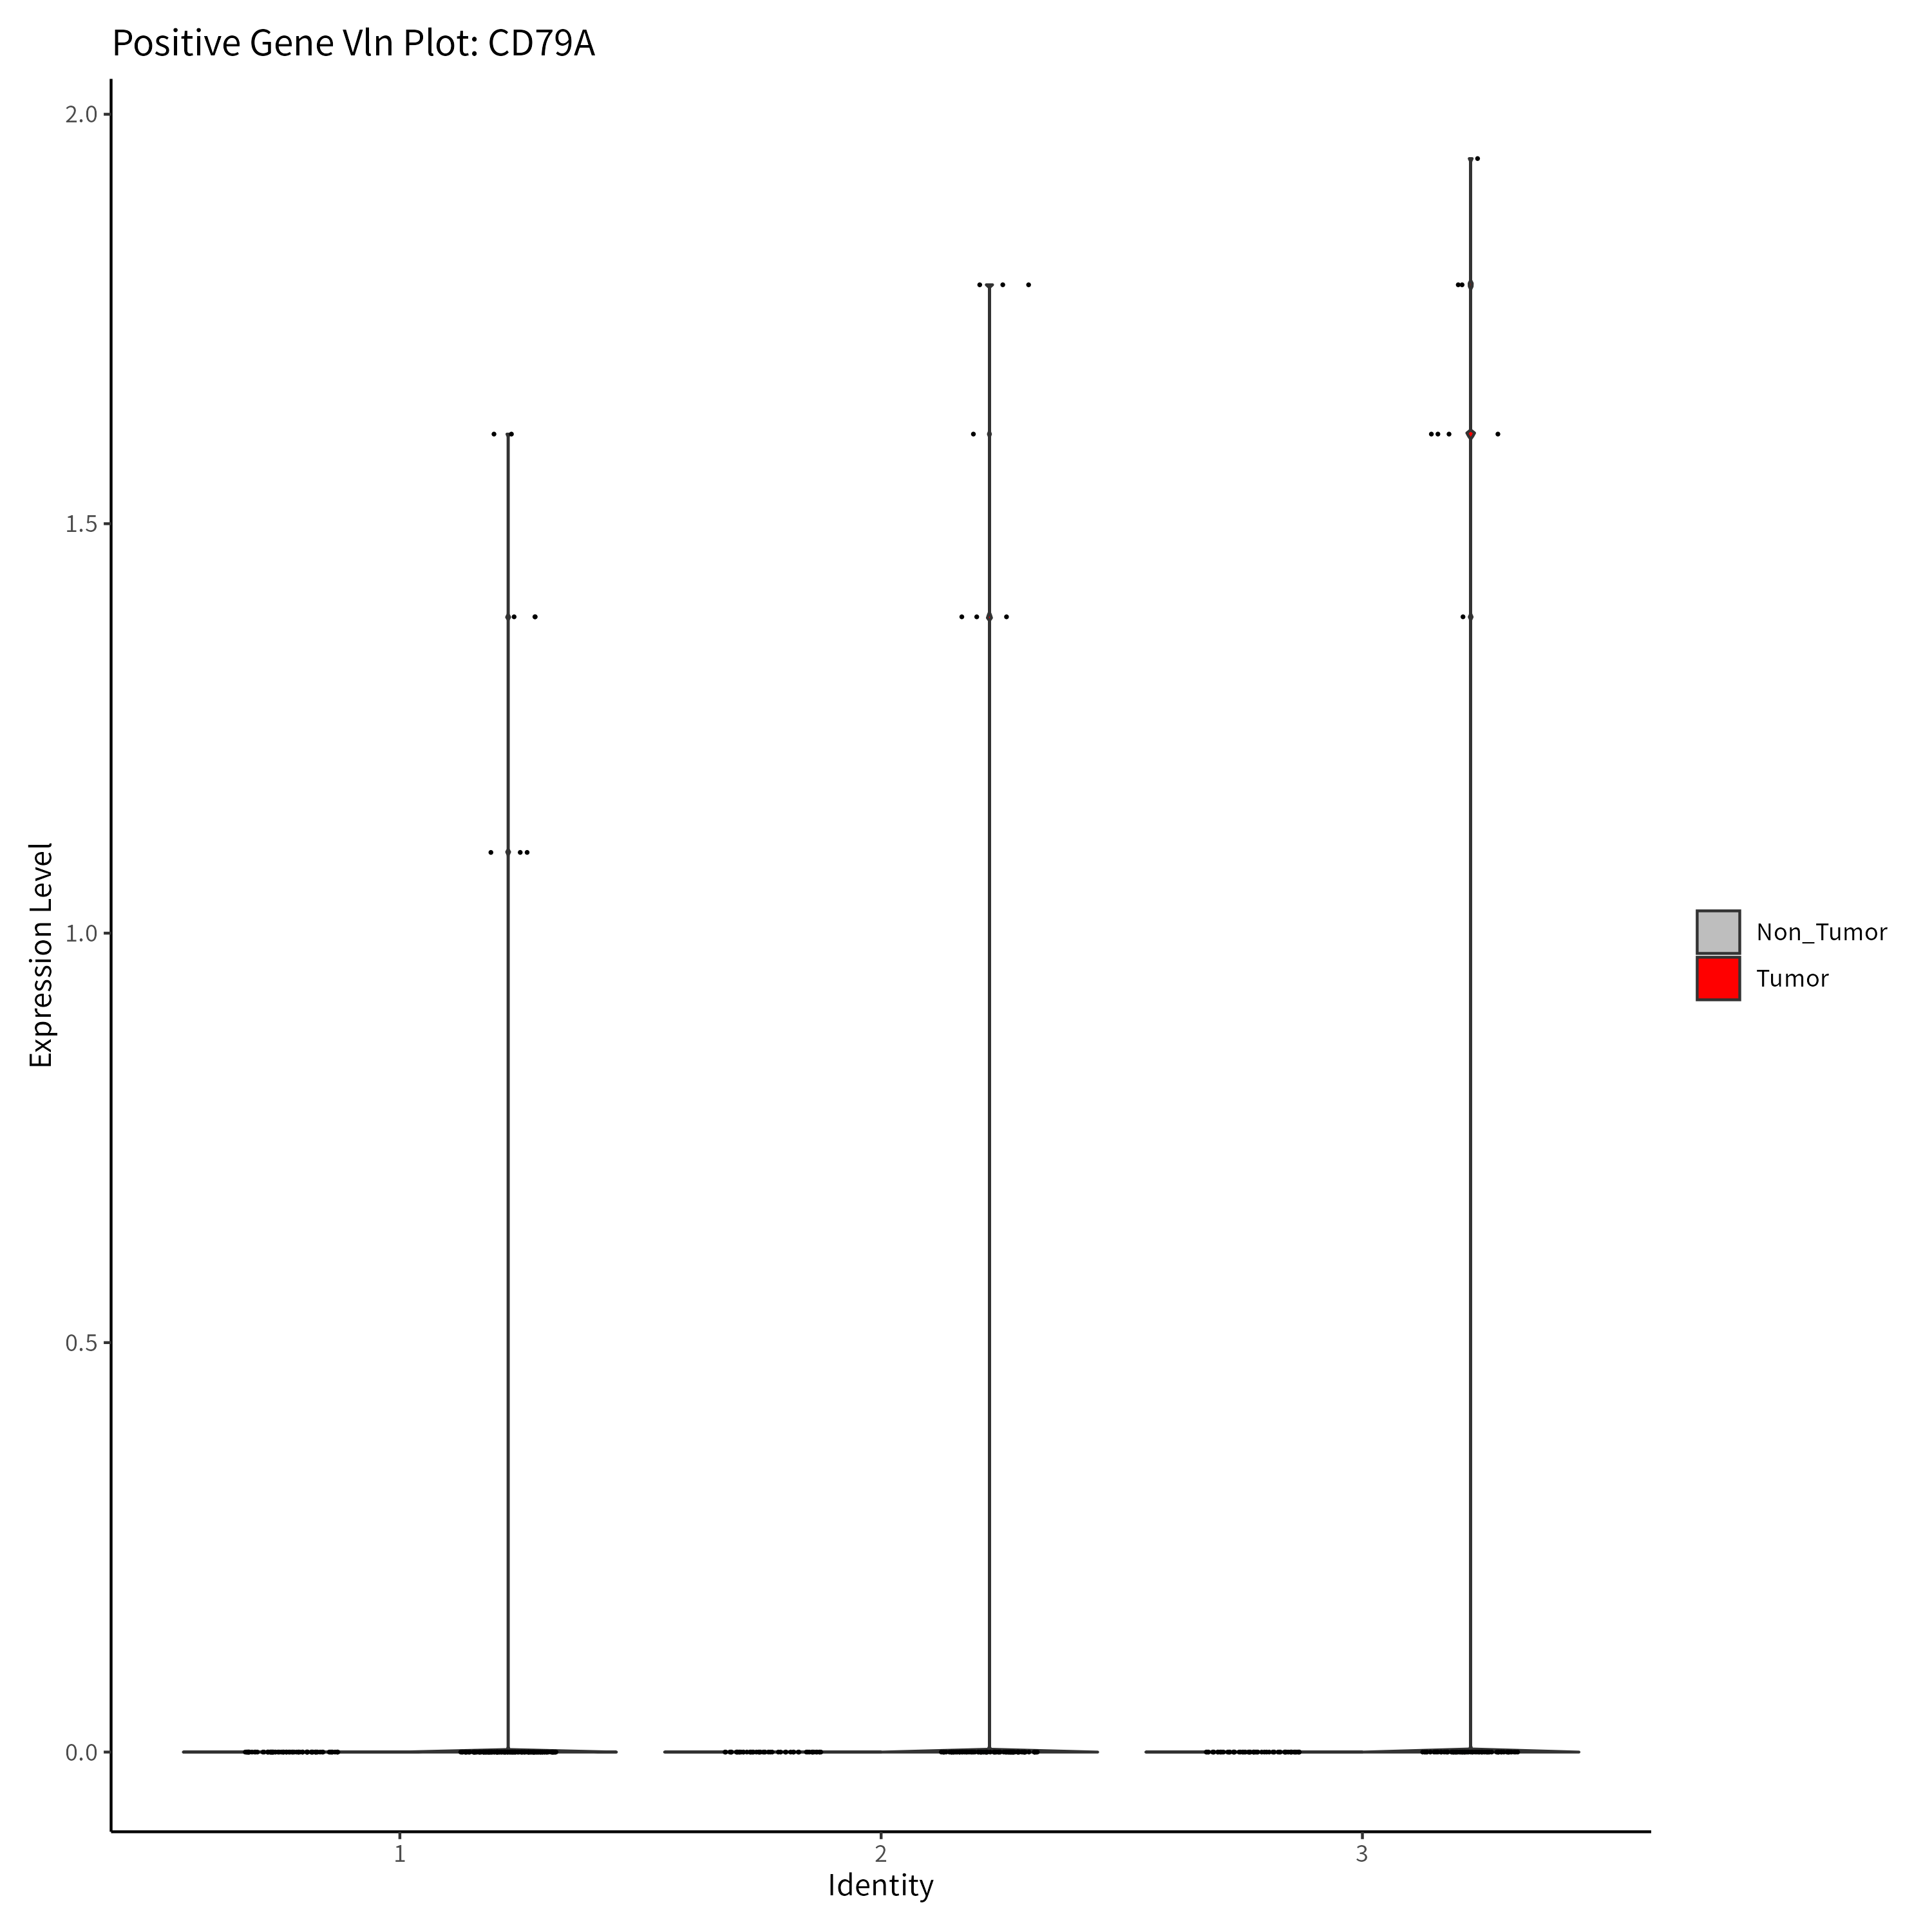 Positive Gene Vln Plot: CD79A
2.0
1.5
1.0
0.5
0.0
Expression Level
1
2
3
Identity
Non_Tumor
Tumor